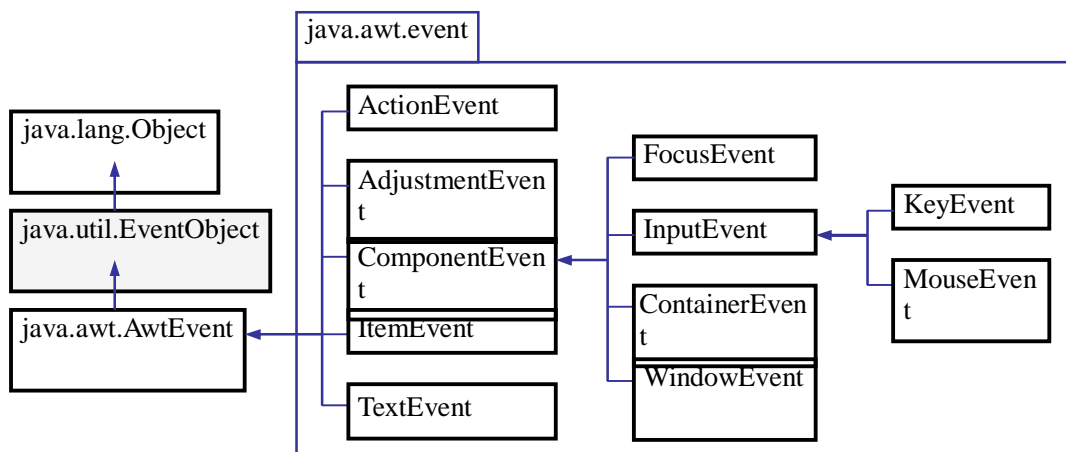 java.awt.event
java.lang.Object
java.util.EventObject
java.awt.AwtEvent
ActionEvent
AdjustmentEven
t
ComponentEven
t
ItemEvent
TextEvent
FocusEvent
InputEvent
ContainerEven
t
WindowEvent
KeyEvent
MouseEven
t